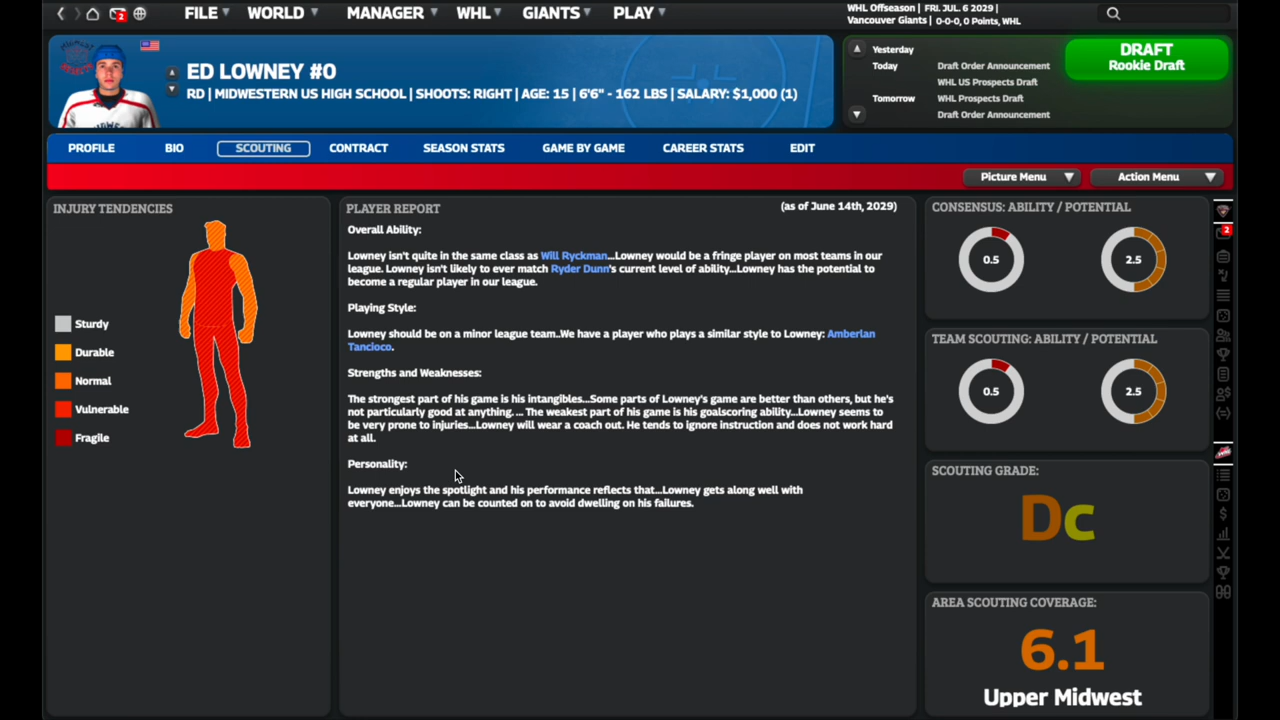 FILE
WORLD
MANAGER
WHL
GIANTS
PLAY
2
WHL Offseason | FRI. JUL. 6 2029 |
Vancouver Giants | 0-0-0, 0 Points, WHL
ED LOWNEY #0
RD | MIDWESTERN US HIGH SCHOOL | SHOOTS: RIGHT | AGE: 15 | 6'6" - 162 LBS | SALARY: $1,000 (1)
Yesterday
Today Draft Order Announcement
WHL US Prospects Draft
Tomorrow WHL Prospects Draft
Draft Order Announcement
DRAFT
Rookie Draft
PROFILE
BIO
SCOUTING
CONTRACT
SEASON STATS
GAME BY GAME
CAREER STATS
EDIT
Picture Menu
Action Menu
INJURY TENDENCIES
Sturdy
Durable
Normal
Vulnerable
Fragile
PLAYER REPORT
(as of June 14th, 2029)
Overall Ability:
Lowney isn't quite in the same class as Will Ryckman...Lowney would be a fringe player on most teams in our
league. Lowney isn't likely to ever match Ryder Dunn's current level of ability...Lowney has the potential to
become a regular player in our league.
Playing Style:
Lowney should be on a minor league team..We have a player who plays a similar style to Lowney: Amberlan
Tancioco.
Strengths and Weaknesses:
The strongest part of his game is his intangibles...Some parts of Lowney's game are better than others, but he's
not particularly good at anything. ... The weakest part of his game is his goalscoring ability...Lowney seems to
be very prone to injuries...Lowney will wear a coach out. He tends to ignore instruction and does not work hard
at all.
Personality:
Lowney enjoys the spotlight and his performance reflects that...Lowney gets along well with
everyone...Lowney can be counted on to avoid dwelling on his failures.
CONSENSUS: ABILITY / POTENTIAL
0.5
2.5
TEAM SCOUTING: ABILITY / POTENTIAL
0.5
2.5
SCOUTING GRADE:
Dc
AREA SCOUTING COVERAGE:
6.1
Upper Midwest
2